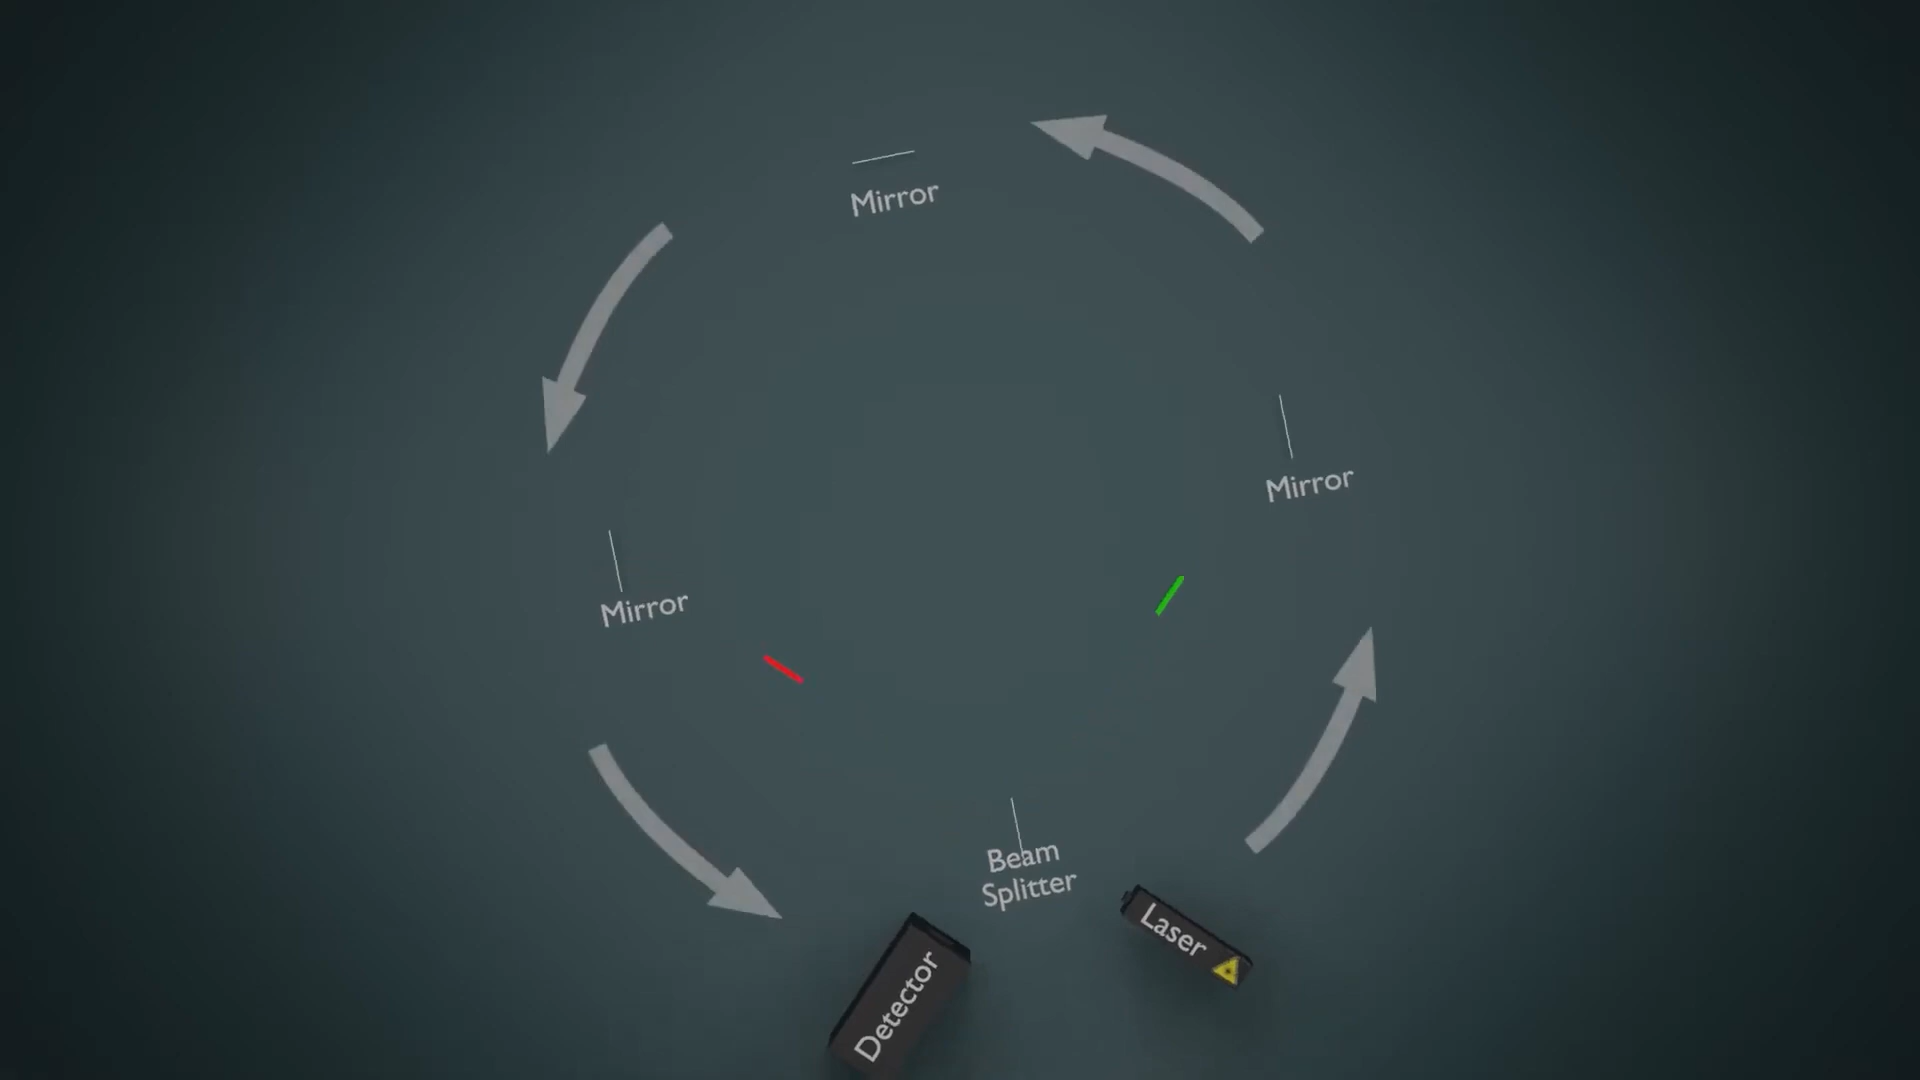 Mirror
Mirror
Mirror
Beam
Splitter
Laser
Detector